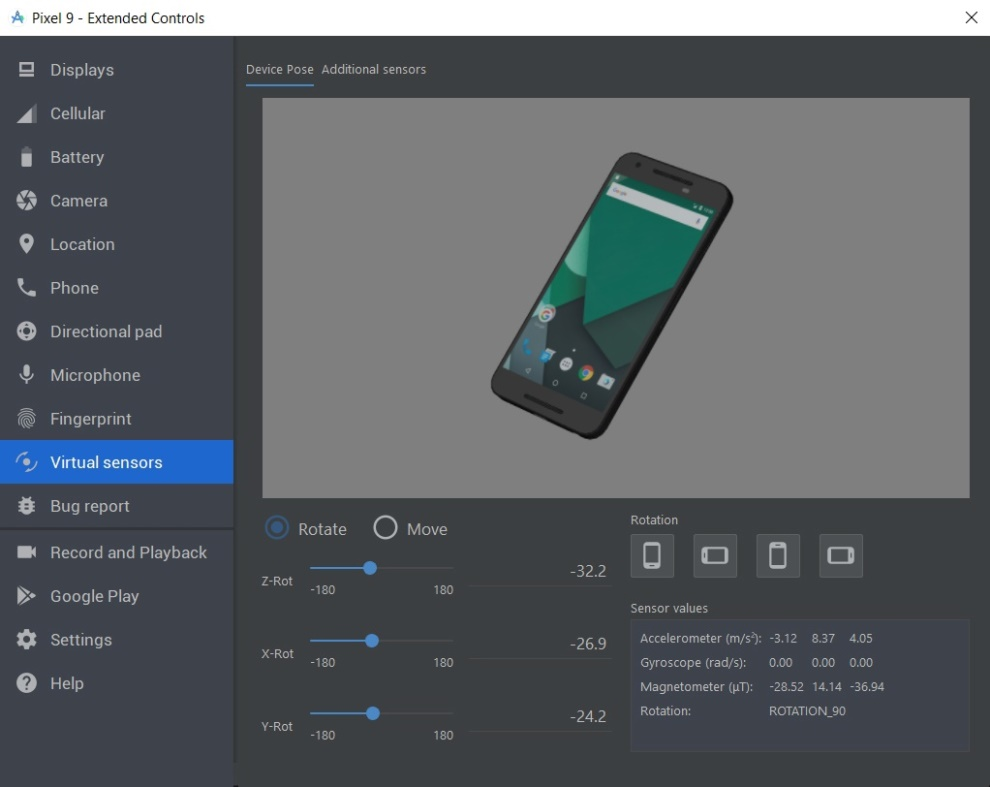 Pixel 9 - Extended Controls
Displays
Cellular
Battery
Camera
Location
Phone
Directional pad
Microphone
Fingerprint
Virtual sensors
Bug report
Record and Playback
Google Play
Settings
Help
Device Pose Additional sensors
Google
Rotate Move
Z-Rot -180 180 -32.2
X-Rot -180 180 -26.9
Y-Rot -180 180 -24.2
Rotation
Sensor values
Accelerometer (m/s²): -3.12 8.37 4.05
Gyroscope (rad/s): 0.00 0.00 0.00
Magnetometer (μT): -28.52 14.14 -36.94
Rotation: ROTATION_90